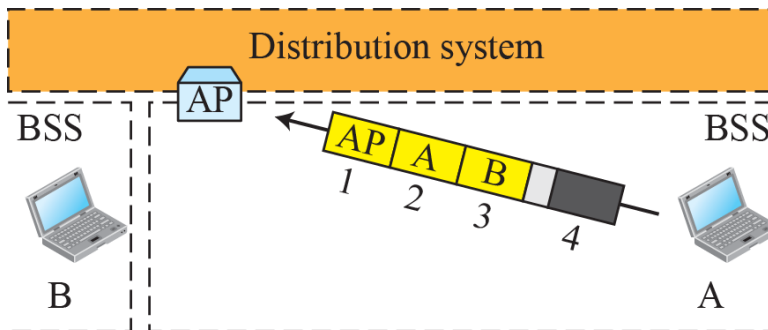 Distribution system
AP
BSS
BSS
AP A B
1 2 3 4
B
A